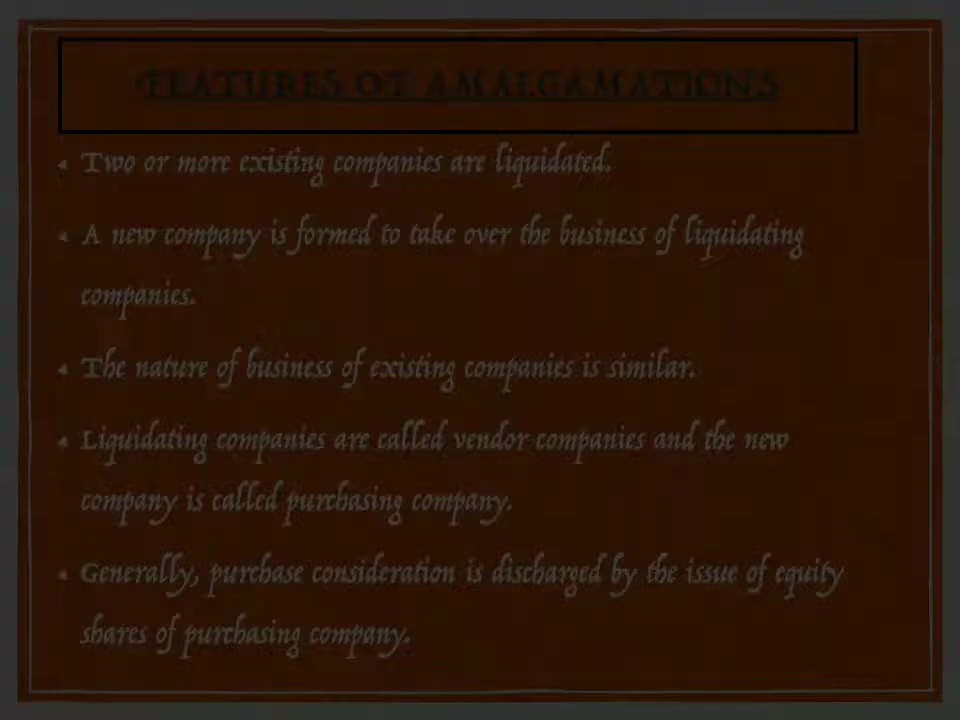 FEATURES OF AMALGAMATIONS
Two or more existing companies are liquidated.
A new company is formed to take over the business of liquidating
companies.
The nature of business of existing companies is similar.
Liquidating companies are called vendor companies and the new
company is called purchasing company.
Generally, purchase consideration is discharged by the issue of equity
shares of purchasing company.